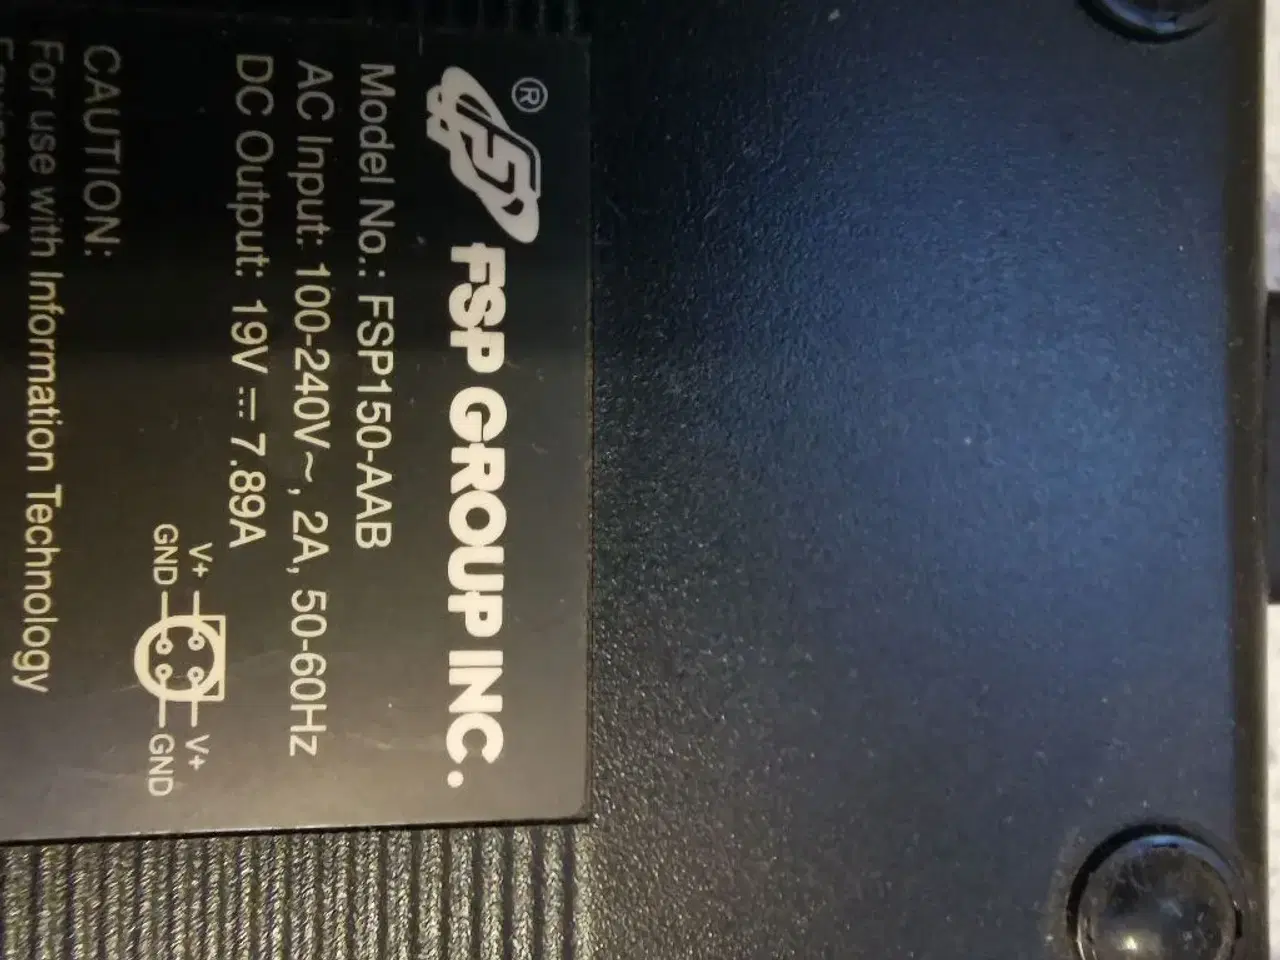 FSP ®
FSP GROUP INC.
Model No.: FSP150-AAB
AC Input: 100-240V~, 2A, 50-60Hz
DC Output: 19V ⎓ 7.89A
V+ V+
GND GND
CAUTION:
For use with Information Technology